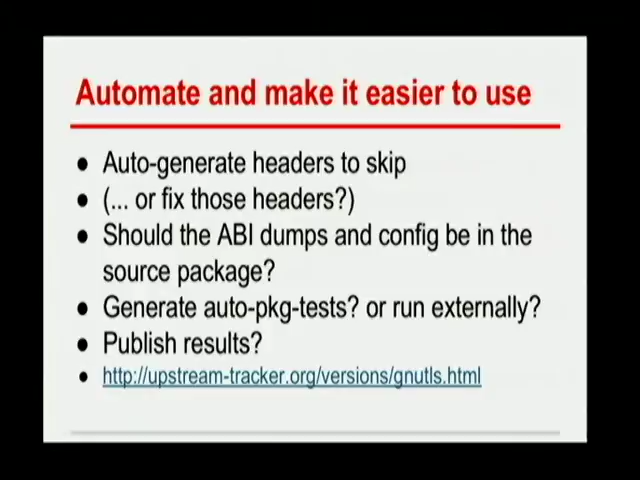 Automate and make it easier to use
● Auto-generate headers to skip
● (... or fix those headers?)
● Should the ABI dumps and config be in the
source package?
● Generate auto-pkg-tests? or run externally?
● Publish results?
● http://upstream-tracker.org/versions/gnutls.html